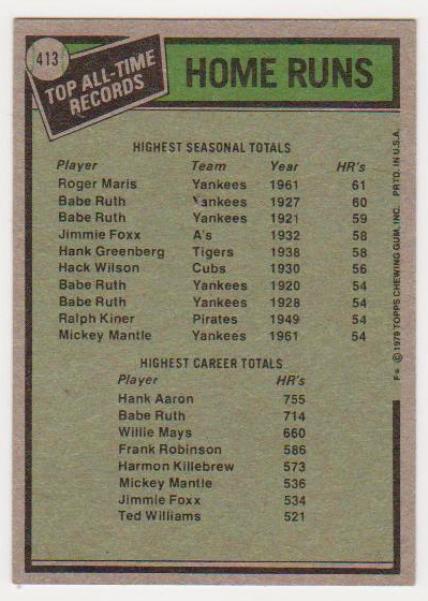 413
TOP ALL-TIME
RECORDS
HOME RUNS
HIGHEST SEASONAL TOTALS
Player Team Year HR's
Roger Maris Yankees 1961 61
Babe Ruth Yankees 1927 60
Babe Ruth Yankees 1921 59
Jimmie Foxx A's 1932 58
Hank Greenberg Tigers 1938 58
Hack Wilson Cubs 1930 56
Babe Ruth Yankees 1920 54
Babe Ruth Yankees 1928 54
Ralph Kiner Pirates 1949 54
Mickey Mantle Yankees 1961 54
HIGHEST CAREER TOTALS
Player HR's
Hank Aaron 755
Babe Ruth 714
Willie Mays 660
Frank Robinson 586
Harmon Killebrew 573
Mickey Mantle 536
Jimmie Foxx 534
Ted Williams 521
F* © 1979 TOPPS CHEWING GUM, INC. PRTD. IN U.S.A.